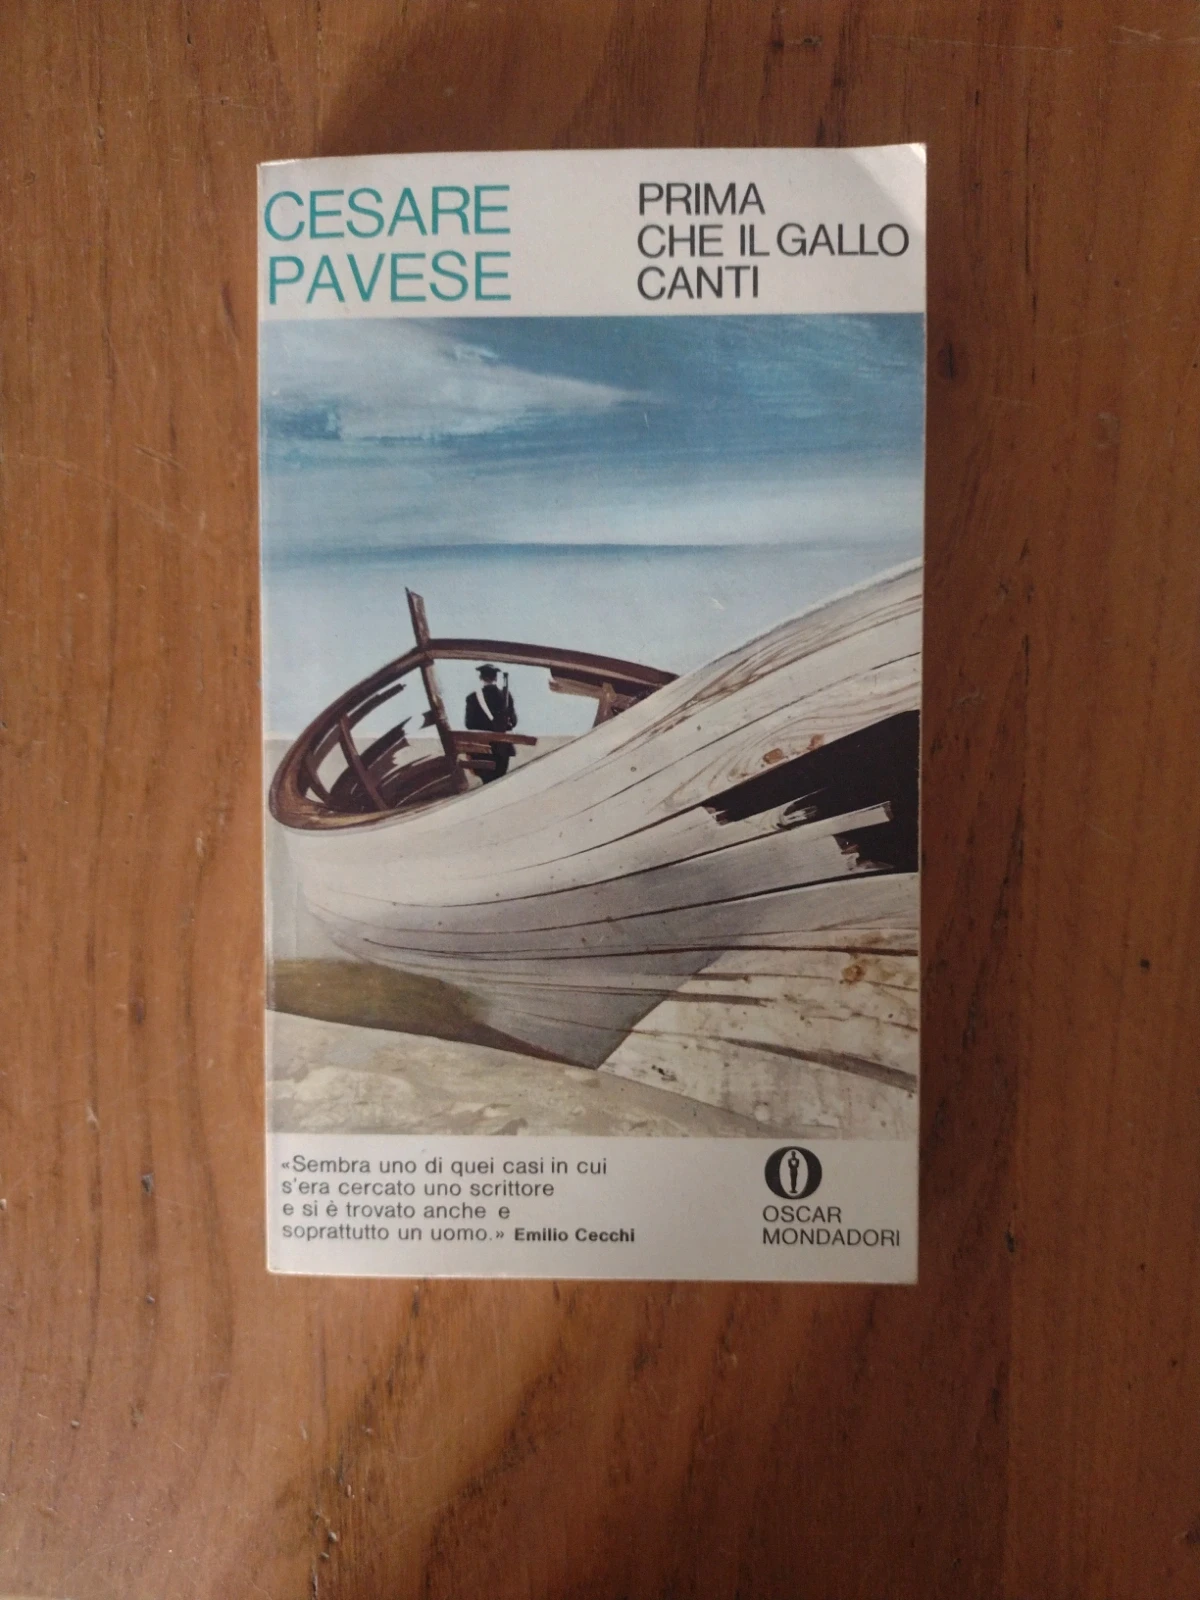 CESARE
PAVESE
PRIMA
CHE IL GALLO
CANTI
«Sembra uno di quei casi in cui
s'era cercato uno scrittore
e si è trovato anche e
soprattutto un uomo.» Emilio Cecchi
OSCAR
MONDADORI